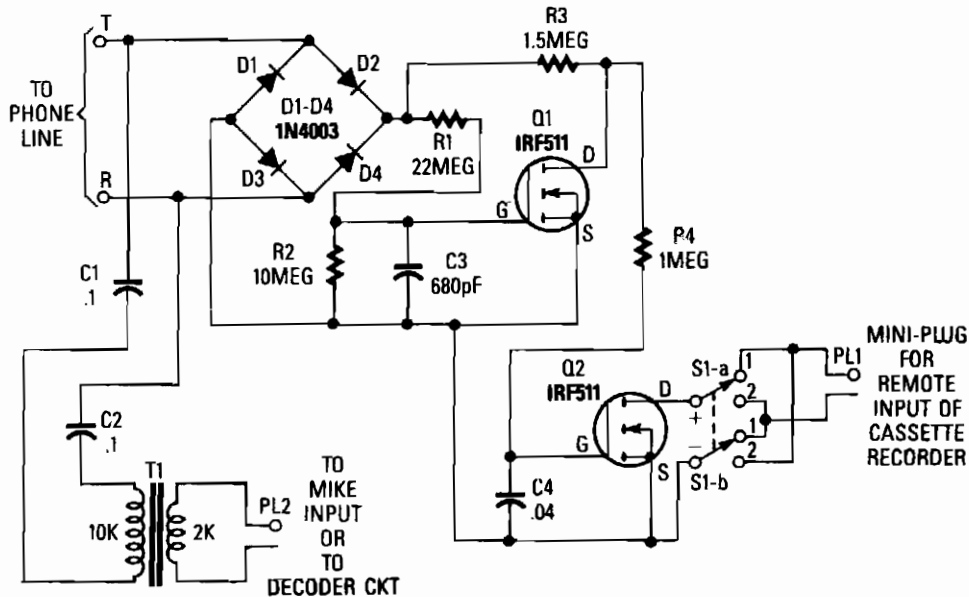 T
TO
PHONE
LINE
R
D1
D2
D1-D4
1N4003
D3
D4
R3
1.5MEG
R1
22MEG
Q1
IRF511
D
G
S
R2
10MEG
C3
680pF
R4
1MEG
C1
.1
C2
.1
T1
10K
2K
PL2
TO
MIKE
INPUT
OR
TO
DECODER CKT
Q2
IRF511
D
G
S
C4
.04
S1-a
1
2
+
−
1
2
S1-b
PL1
MINI-PLUG
FOR
REMOTE
INPUT OF
CASSETTE
RECORDER